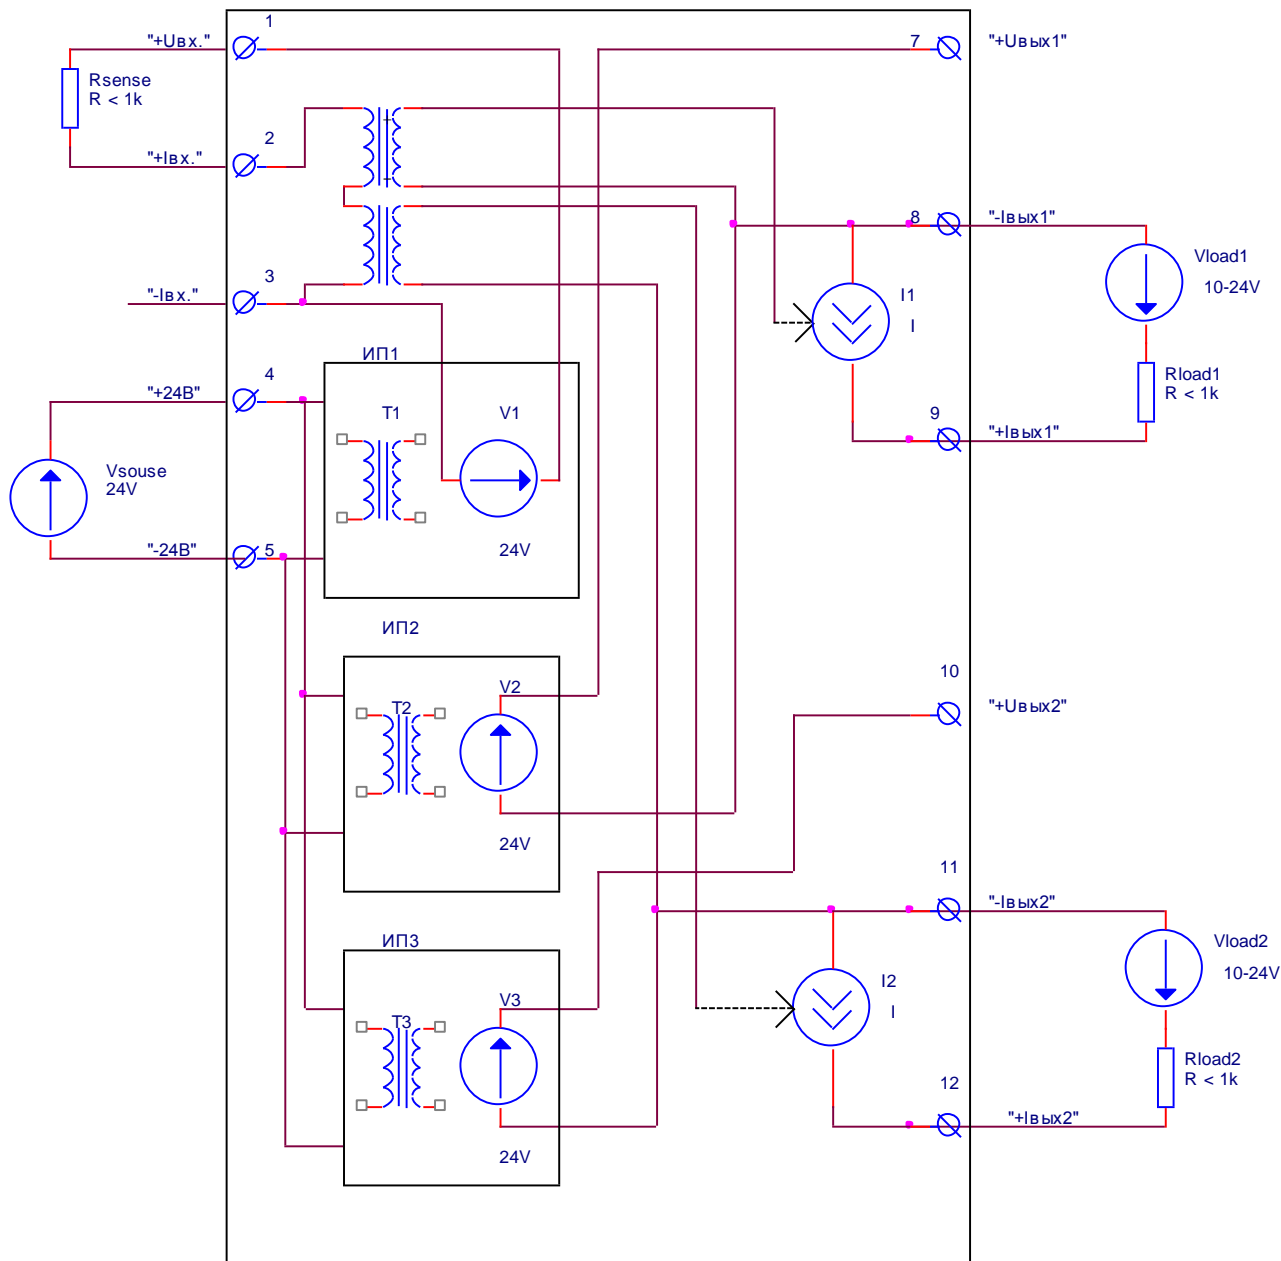 1
"+Uвх."
7
"+Uвых1"
Rsense
R < 1k
2
"+Iвх."
8
"-Iвых1"
Vload1
10-24V
3
"-Iвх."
I1
I
ИП1
4
"+24В"
T1
V1
Rload1
R < 1k
9
"+Iвых1"
Vsouse
24V
5
"-24В"
24V
ИП2
10
V2
"+Uвых2"
T2
24V
11
"-Iвых2"
ИП3
Vload2
10-24V
I2
I
V3
T3
Rload2
R < 1k
12
"+Iвых2"
24V